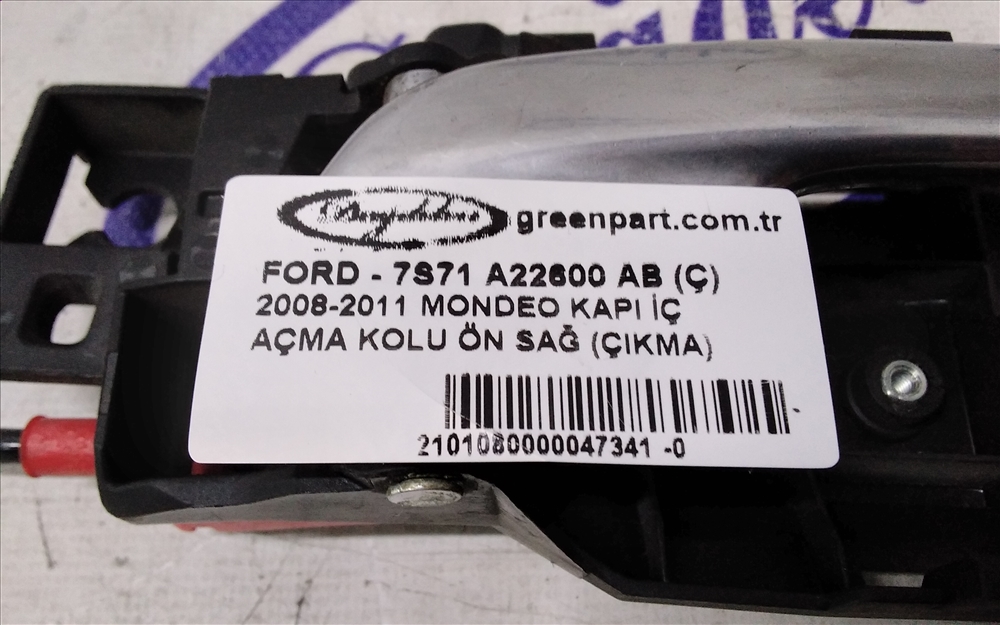 greenpart.com.tr
FORD - 7S71 A22600 AB (Ç)
2008-2011 MONDEO KAPI İÇ
AÇMA KOLU ÖN SAĞ (ÇIKMA)
2101080000047341 -0